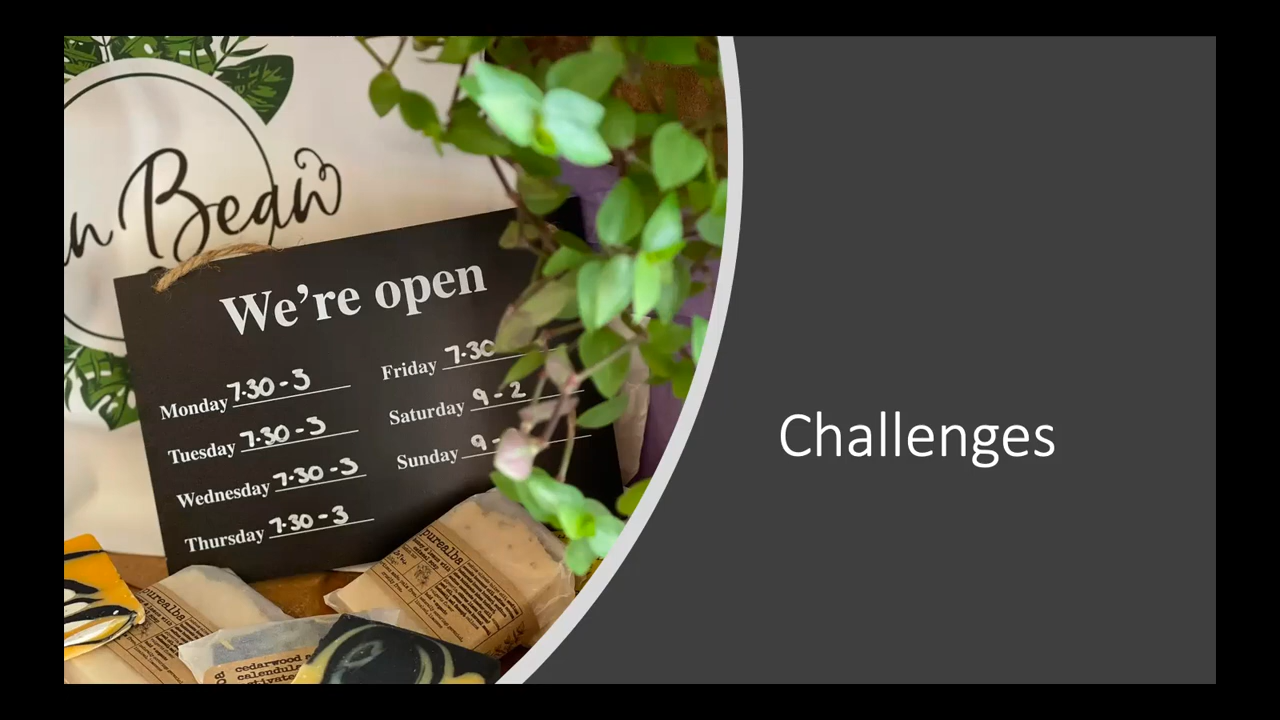 Bean
We're open
Monday 7·30 - 3
Tuesday 7·30 - 3
Wednesday 7·30 - 3
Thursday 7·30 - 3
Friday 7·30
Saturday 9 - 2
Sunday 9 -
purealba
purealba
cedarwood
calendula
Challenges